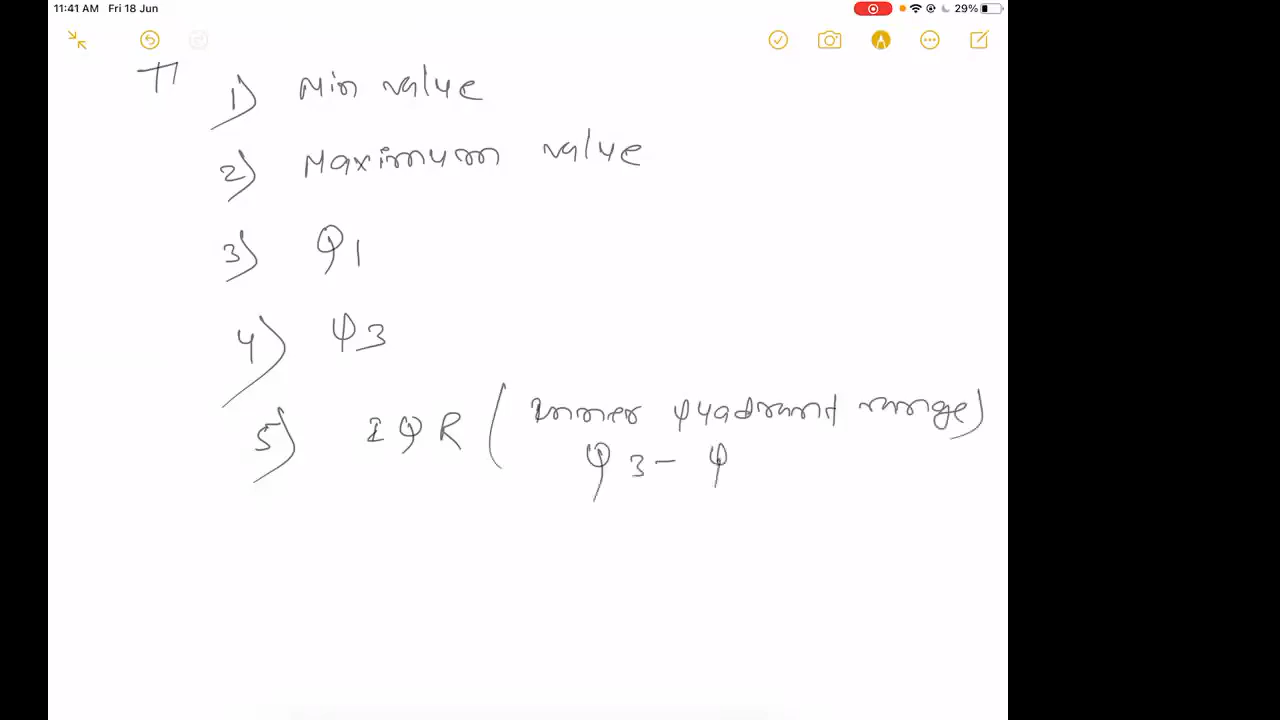 11:41 AM Fri 18 Jun 29%
1) Min value
2) Maximum value
3) Q1
4) Q3
5) IQR (Inner Quadrant range)
Q3 - Q